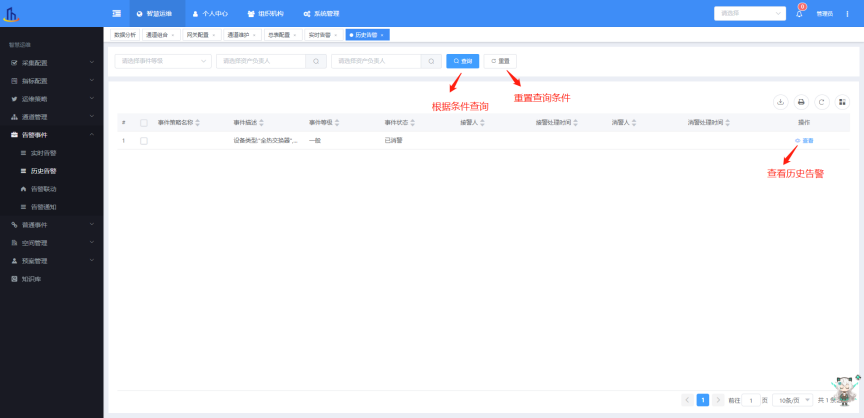 智慧运维
个人中心
组织机构
系统管理
请选择
8
管理员
智慧运维
采集配置
指标配置
运维策略
通道管理
告警事件
实时告警
历史告警
告警联动
告警通知
普通事件
空间管理
预案管理
知识库
数据分析
通道组合 ×
网关配置 ×
通道维护 ×
总表配置 ×
实时告警 ×
历史告警 ×
请选择事件等级
请选择资产负责人
请选择资产负责人
查询
重置
根据条件查询
重置查询条件
# 事件策略名称 事件描述 事件等级 事件状态 接警人 接警处理时间 消警人 消警处理时间 操作
1 设备类型"全热交换器",... 一般 已消警 查看
查看历史告警
1
前往 1 页
10条/页
共 1 条